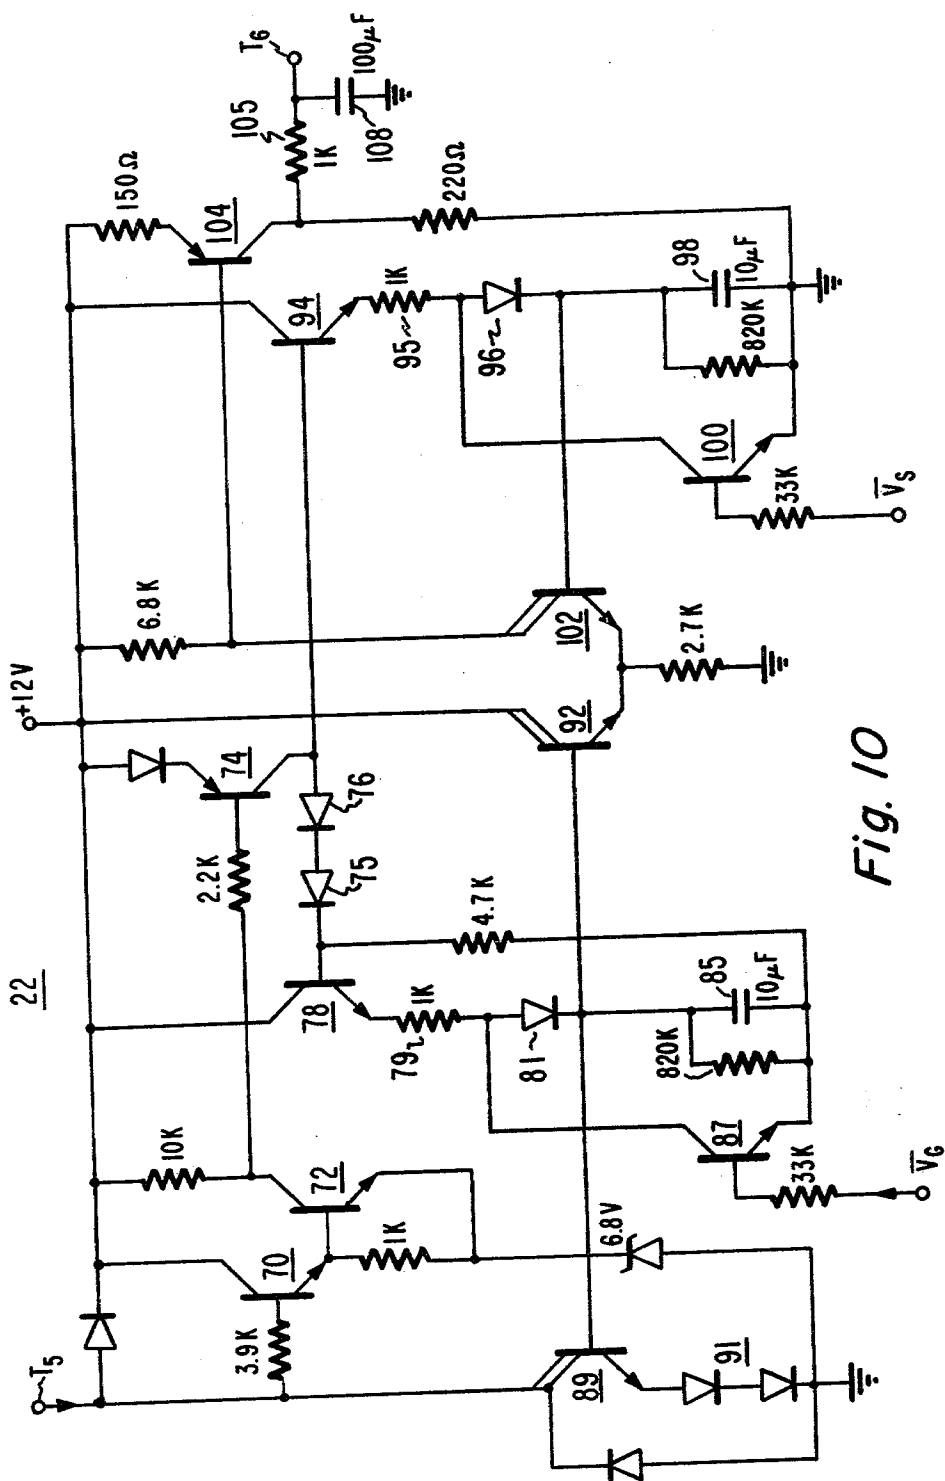 22
T5
3.9K
70
10K
72
1K
6.8V
89
91
2.2K
74
78
75
76
79
1K
81
4.7K
820K
85
10µF
87
33K
V̄G
+12V
6.8K
92
102
2.7K
150Ω
104
94
95
1K
96
220Ω
98
10µF
820K
100
33K
V̄S
105
1K
T6
100µF
108
Fig. 10